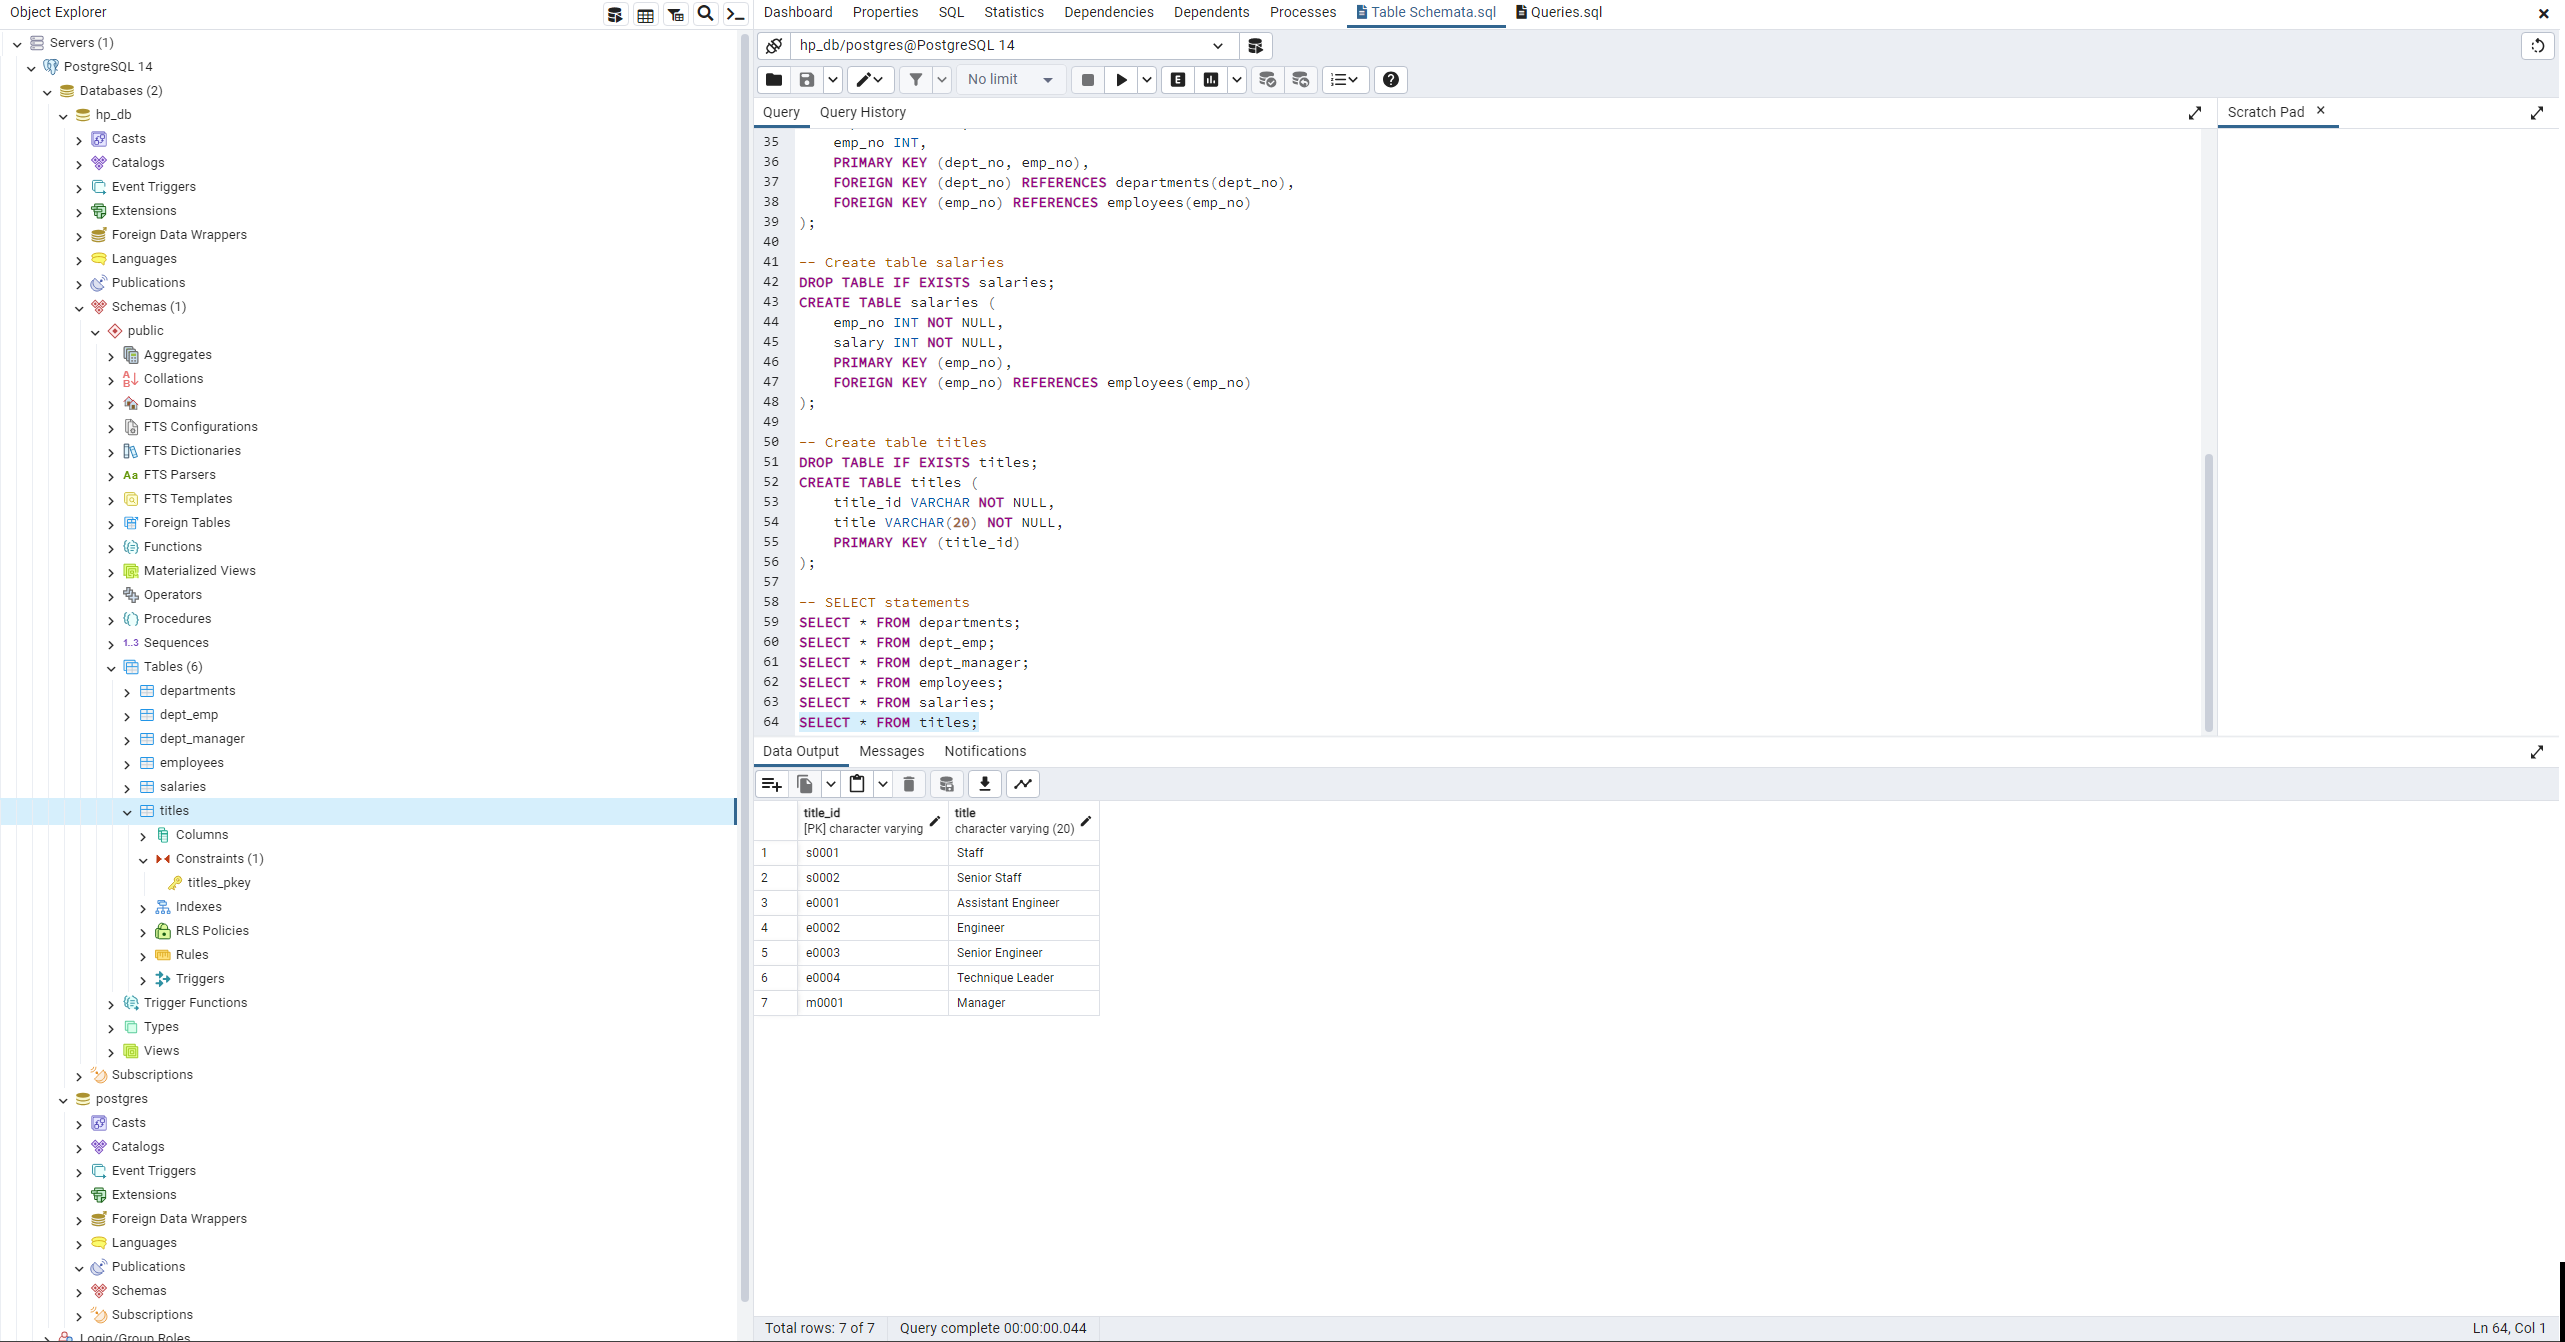 Object Explorer
Servers (1)
PostgreSQL 14
Databases (2)
hp_db
Casts
Catalogs
Event Triggers
Extensions
Foreign Data Wrappers
Languages
Publications
Schemas (1)
public
Aggregates
Collations
Domains
FTS Configurations
FTS Dictionaries
Aa FTS Parsers
FTS Templates
Foreign Tables
Functions
Materialized Views
Operators
Procedures
1..3 Sequences
Tables (6)
departments
dept_emp
dept_manager
employees
salaries
titles
Columns
Constraints (1)
titles_pkey
Indexes
RLS Policies
Rules
Triggers
Trigger Functions
Types
Views
Subscriptions
postgres
Casts
Catalogs
Event Triggers
Extensions
Foreign Data Wrappers
Languages
Publications
Schemas
Subscriptions
Login/Group Roles
Dashboard Properties SQL Statistics Dependencies Dependents Processes Table Schemata.sql Queries.sql
hp_db/postgres@PostgreSQL 14
No limit
E
Query Query History
Scratch Pad
35 emp_no INT,
36 PRIMARY KEY (dept_no, emp_no),
37 FOREIGN KEY (dept_no) REFERENCES departments(dept_no),
38 FOREIGN KEY (emp_no) REFERENCES employees(emp_no)
39 );
40
41 -- Create table salaries
42 DROP TABLE IF EXISTS salaries;
43 CREATE TABLE salaries (
44 emp_no INT NOT NULL,
45 salary INT NOT NULL,
46 PRIMARY KEY (emp_no),
47 FOREIGN KEY (emp_no) REFERENCES employees(emp_no)
48 );
49
50 -- Create table titles
51 DROP TABLE IF EXISTS titles;
52 CREATE TABLE titles (
53 title_id VARCHAR NOT NULL,
54 title VARCHAR(20) NOT NULL,
55 PRIMARY KEY (title_id)
56 );
57
58 -- SELECT statements
59 SELECT * FROM departments;
60 SELECT * FROM dept_emp;
61 SELECT * FROM dept_manager;
62 SELECT * FROM employees;
63 SELECT * FROM salaries;
64 SELECT * FROM titles;
Data Output Messages Notifications
title_id title
[PK] character varying character varying (20)
1 s0001 Staff
2 s0002 Senior Staff
3 e0001 Assistant Engineer
4 e0002 Engineer
5 e0003 Senior Engineer
6 e0004 Technique Leader
7 m0001 Manager
Total rows: 7 of 7 Query complete 00:00:00.044 Ln 64, Col 1